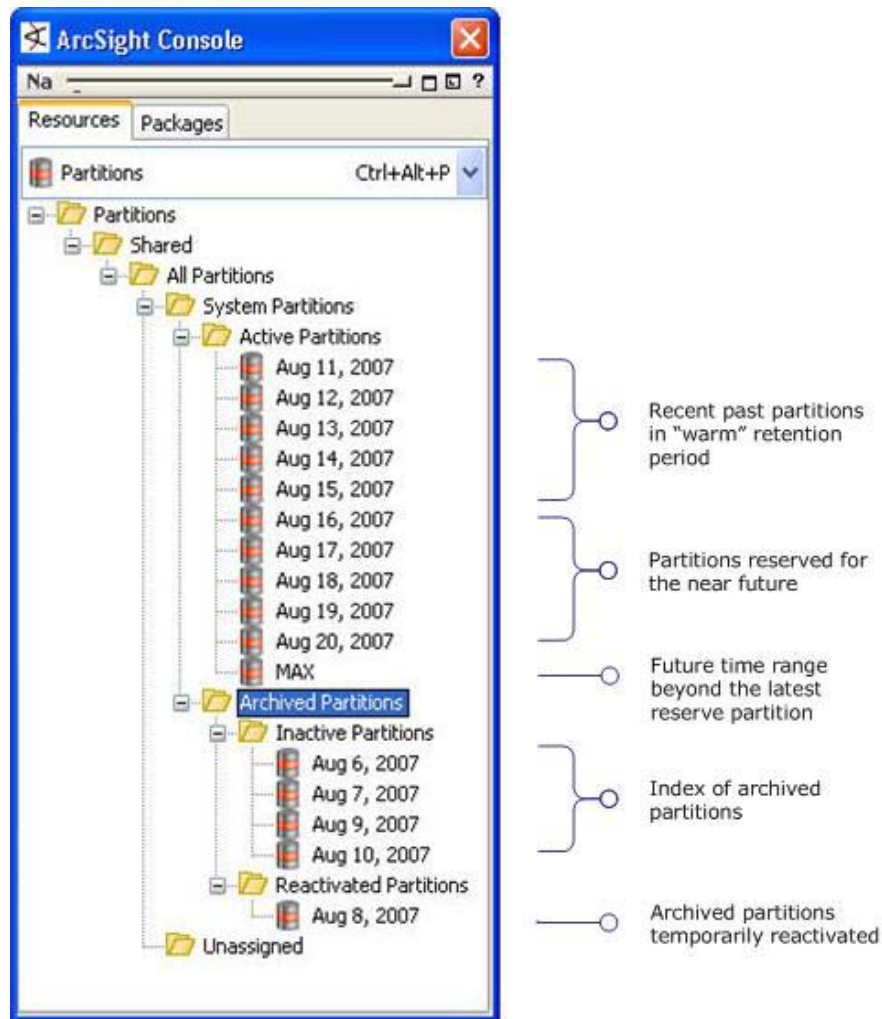 ArcSight Console
Na
?
Resources
Packages
Partitions
Ctrl+Alt+P
Partitions
Shared
All Partitions
System Partitions
Active Partitions
Aug 11, 2007
Aug 12, 2007
Aug 13, 2007
Aug 14, 2007
Aug 15, 2007
Aug 16, 2007
Aug 17, 2007
Aug 18, 2007
Aug 19, 2007
Aug 20, 2007
MAX
Archived Partitions
Inactive Partitions
Aug 6, 2007
Aug 7, 2007
Aug 9, 2007
Aug 10, 2007
Reactivated Partitions
Aug 8, 2007
Unassigned
Recent past partitions
in “warm” retention
period
Partitions reserved for
the near future
Future time range
beyond the latest
reserve partition
Index of archived
partitions
Archived partitions
temporarily reactivated